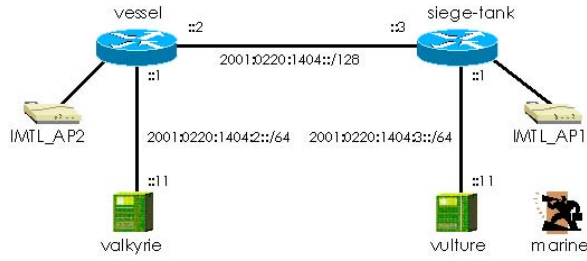 vessel
siege-tank
::2
::3
2001:0220:1404::/128
::1
::1
IMTL_AP2
IMTL_AP1
2001:0220:1404:2::/64
2001:0220:1404:3::/64
::11
::11
valkyrie
vulture
marine